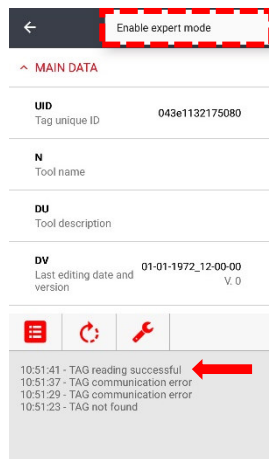 Enable expert mode
MAIN DATA
UID
Tag unique ID
043e1132175080
N
Tool name
DU
Tool description
DV
Last editing date and
version
01-01-1972_12-00-00
V. 0
10:51:41 - TAG reading successful
10:51:37 - TAG communication error
10:51:29 - TAG communication error
10:51:23 - TAG not found